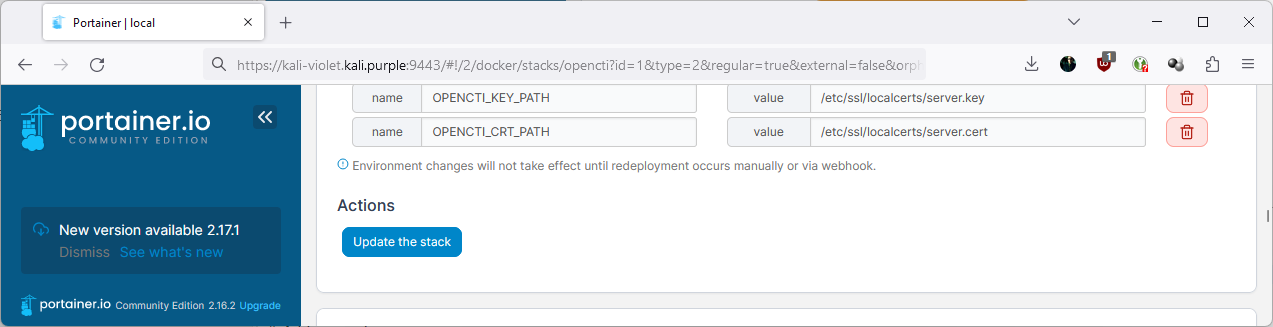 Portainer | local
https://kali-violet.kali.purple:9443/#!/2/docker/stacks/opencti?id=1&type=2&regular=true&external=false&orph
1
portainer.io
COMMUNITY EDITION
name OPENCTI_KEY_PATH value /etc/ssl/localcerts/server.key
name OPENCTI_CRT_PATH value /etc/ssl/localcerts/server.cert
Environment changes will not take effect until redeployment occurs manually or via webhook.
Actions
Update the stack
New version available 2.17.1
Dismiss See what's new
portainer.io Community Edition 2.16.2 Upgrade